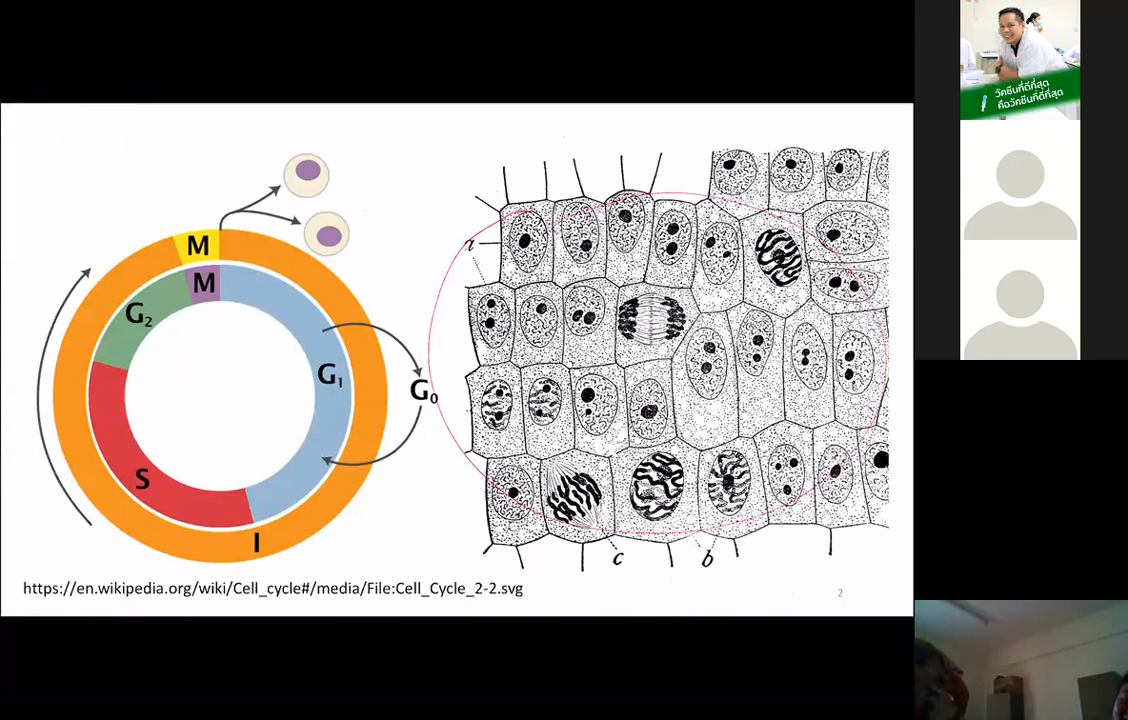 M
M
G₂
G₁
G₀
S
I
c
b
https://en.wikipedia.org/wiki/Cell_cycle#/media/File:Cell_Cycle_2-2.svg
2
วัคซีนที่ดีที่สุด
คือวัคซีนที่ดีที่สุด